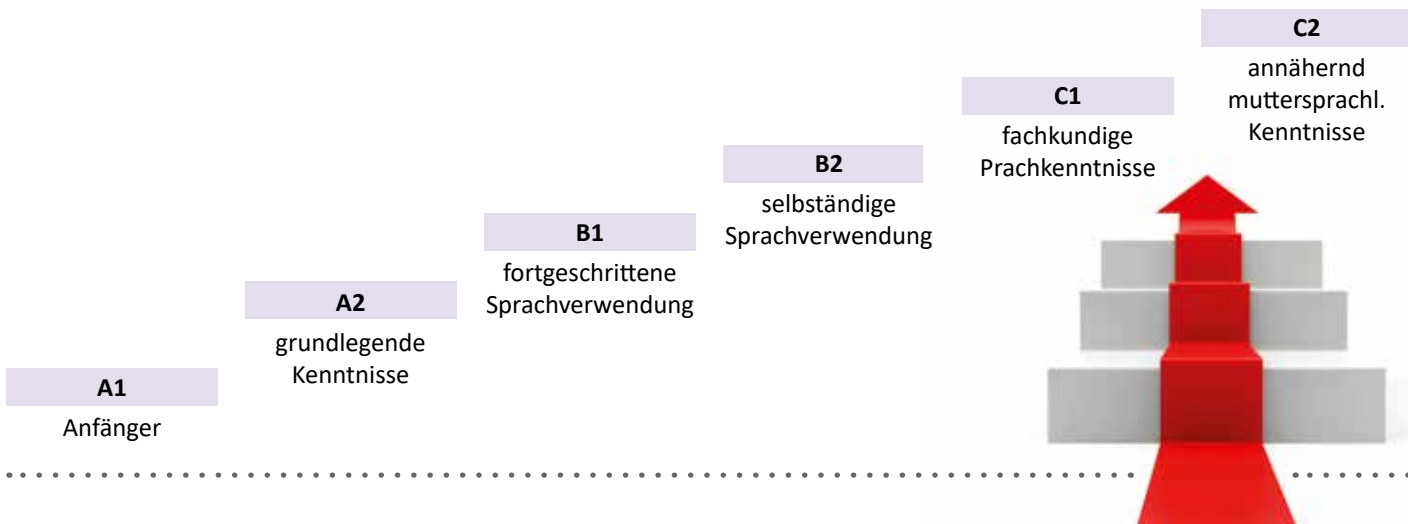 A1
Anfänger
A2
grundlegende
Kenntnisse
B1
fortgeschrittene
Sprachverwendung
B2
selbständige
Sprachverwendung
C1
fachkundige
Prachkenntnisse
C2
annähernd
muttersprachl.
Kenntnisse